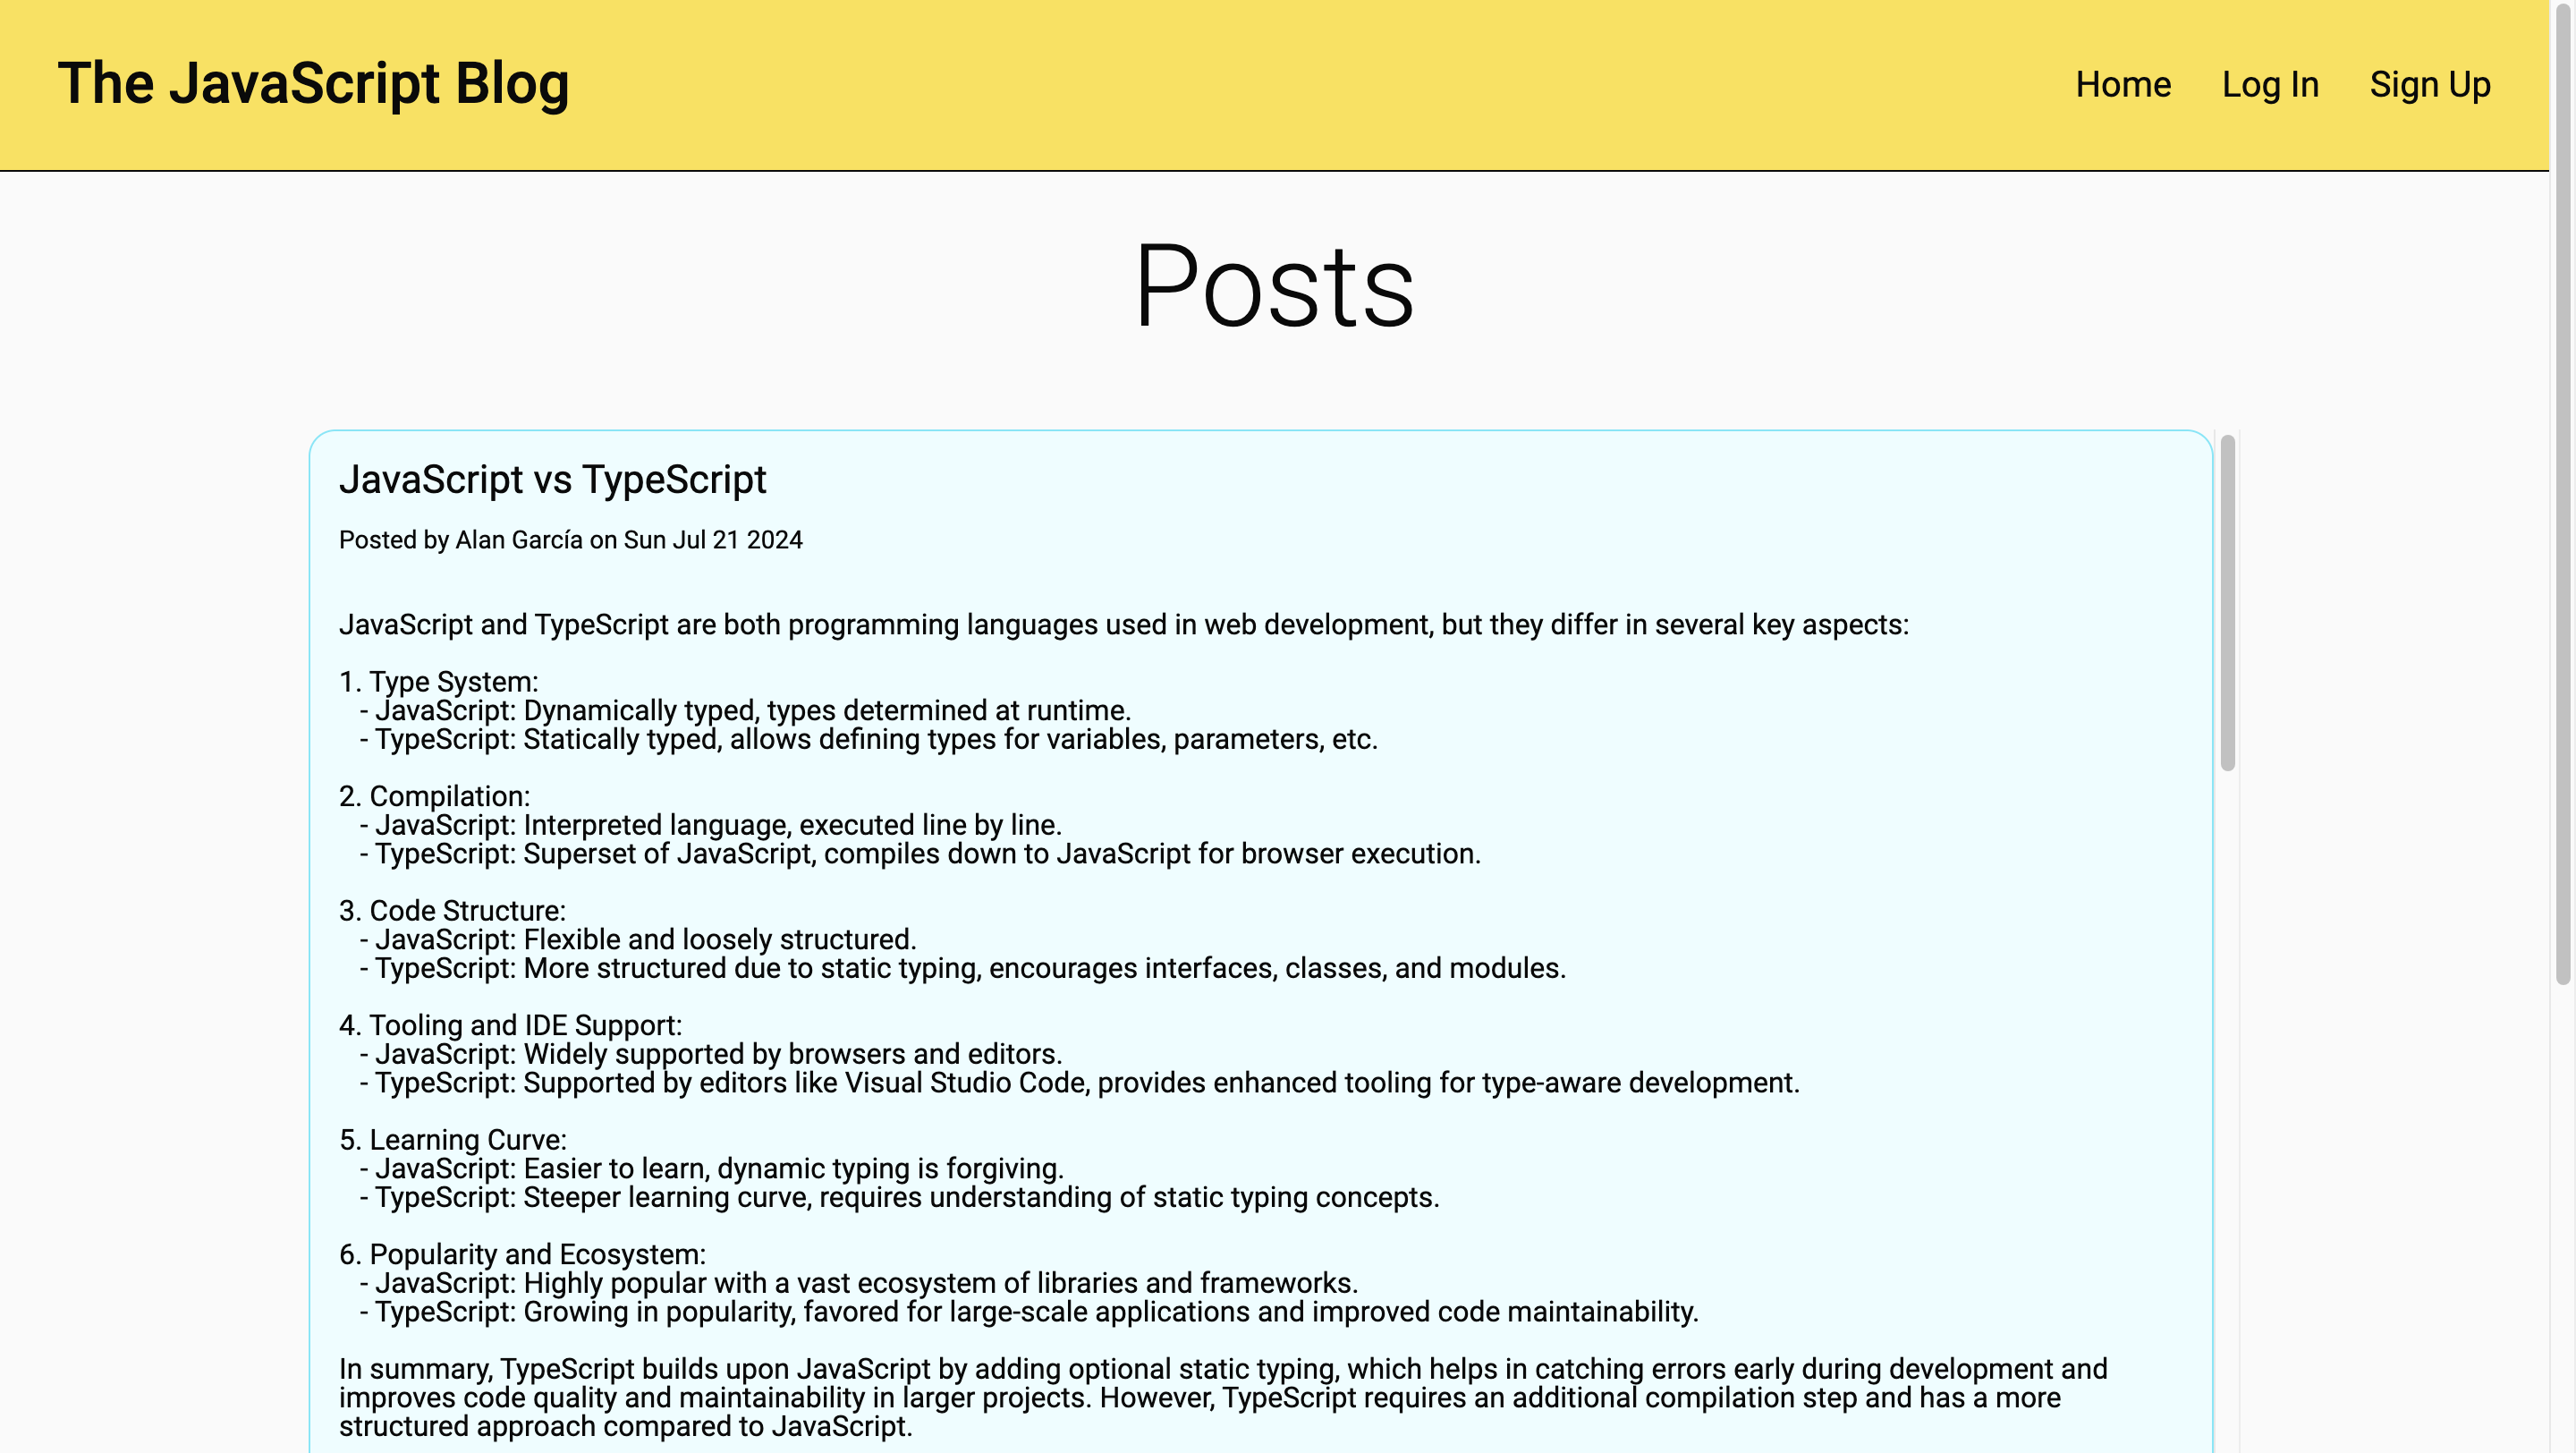 The JavaScript Blog
Home
Log In
Sign Up
Posts
JavaScript vs TypeScript
Posted by Alan García on Sun Jul 21 2024
JavaScript and TypeScript are both programming languages used in web development, but they differ in several key aspects:
1. Type System:
- JavaScript: Dynamically typed, types determined at runtime.
- TypeScript: Statically typed, allows defining types for variables, parameters, etc.
2. Compilation:
- JavaScript: Interpreted language, executed line by line.
- TypeScript: Superset of JavaScript, compiles down to JavaScript for browser execution.
3. Code Structure:
- JavaScript: Flexible and loosely structured.
- TypeScript: More structured due to static typing, encourages interfaces, classes, and modules.
4. Tooling and IDE Support:
- JavaScript: Widely supported by browsers and editors.
- TypeScript: Supported by editors like Visual Studio Code, provides enhanced tooling for type-aware development.
5. Learning Curve:
- JavaScript: Easier to learn, dynamic typing is forgiving.
- TypeScript: Steeper learning curve, requires understanding of static typing concepts.
6. Popularity and Ecosystem:
- JavaScript: Highly popular with a vast ecosystem of libraries and frameworks.
- TypeScript: Growing in popularity, favored for large-scale applications and improved code maintainability.
In summary, TypeScript builds upon JavaScript by adding optional static typing, which helps in catching errors early during development and
improves code quality and maintainability in larger projects. However, TypeScript requires an additional compilation step and has a more
structured approach compared to JavaScript.